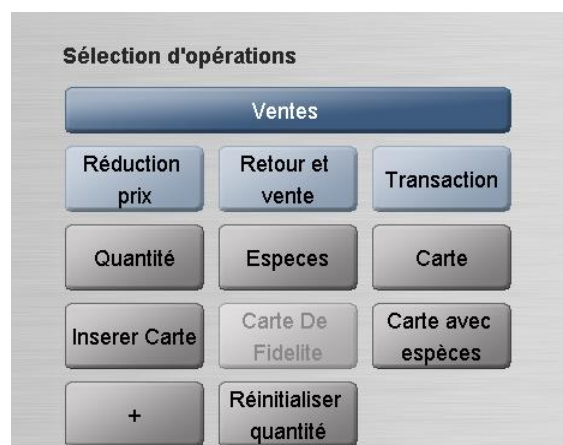 Sélection d'opérations
Ventes
Réduction
prix
Retour et
vente
Transaction
Quantité
Especes
Carte
Inserer Carte
Carte De
Fidelite
Carte avec
espèces
+
Réinitialiser
quantité